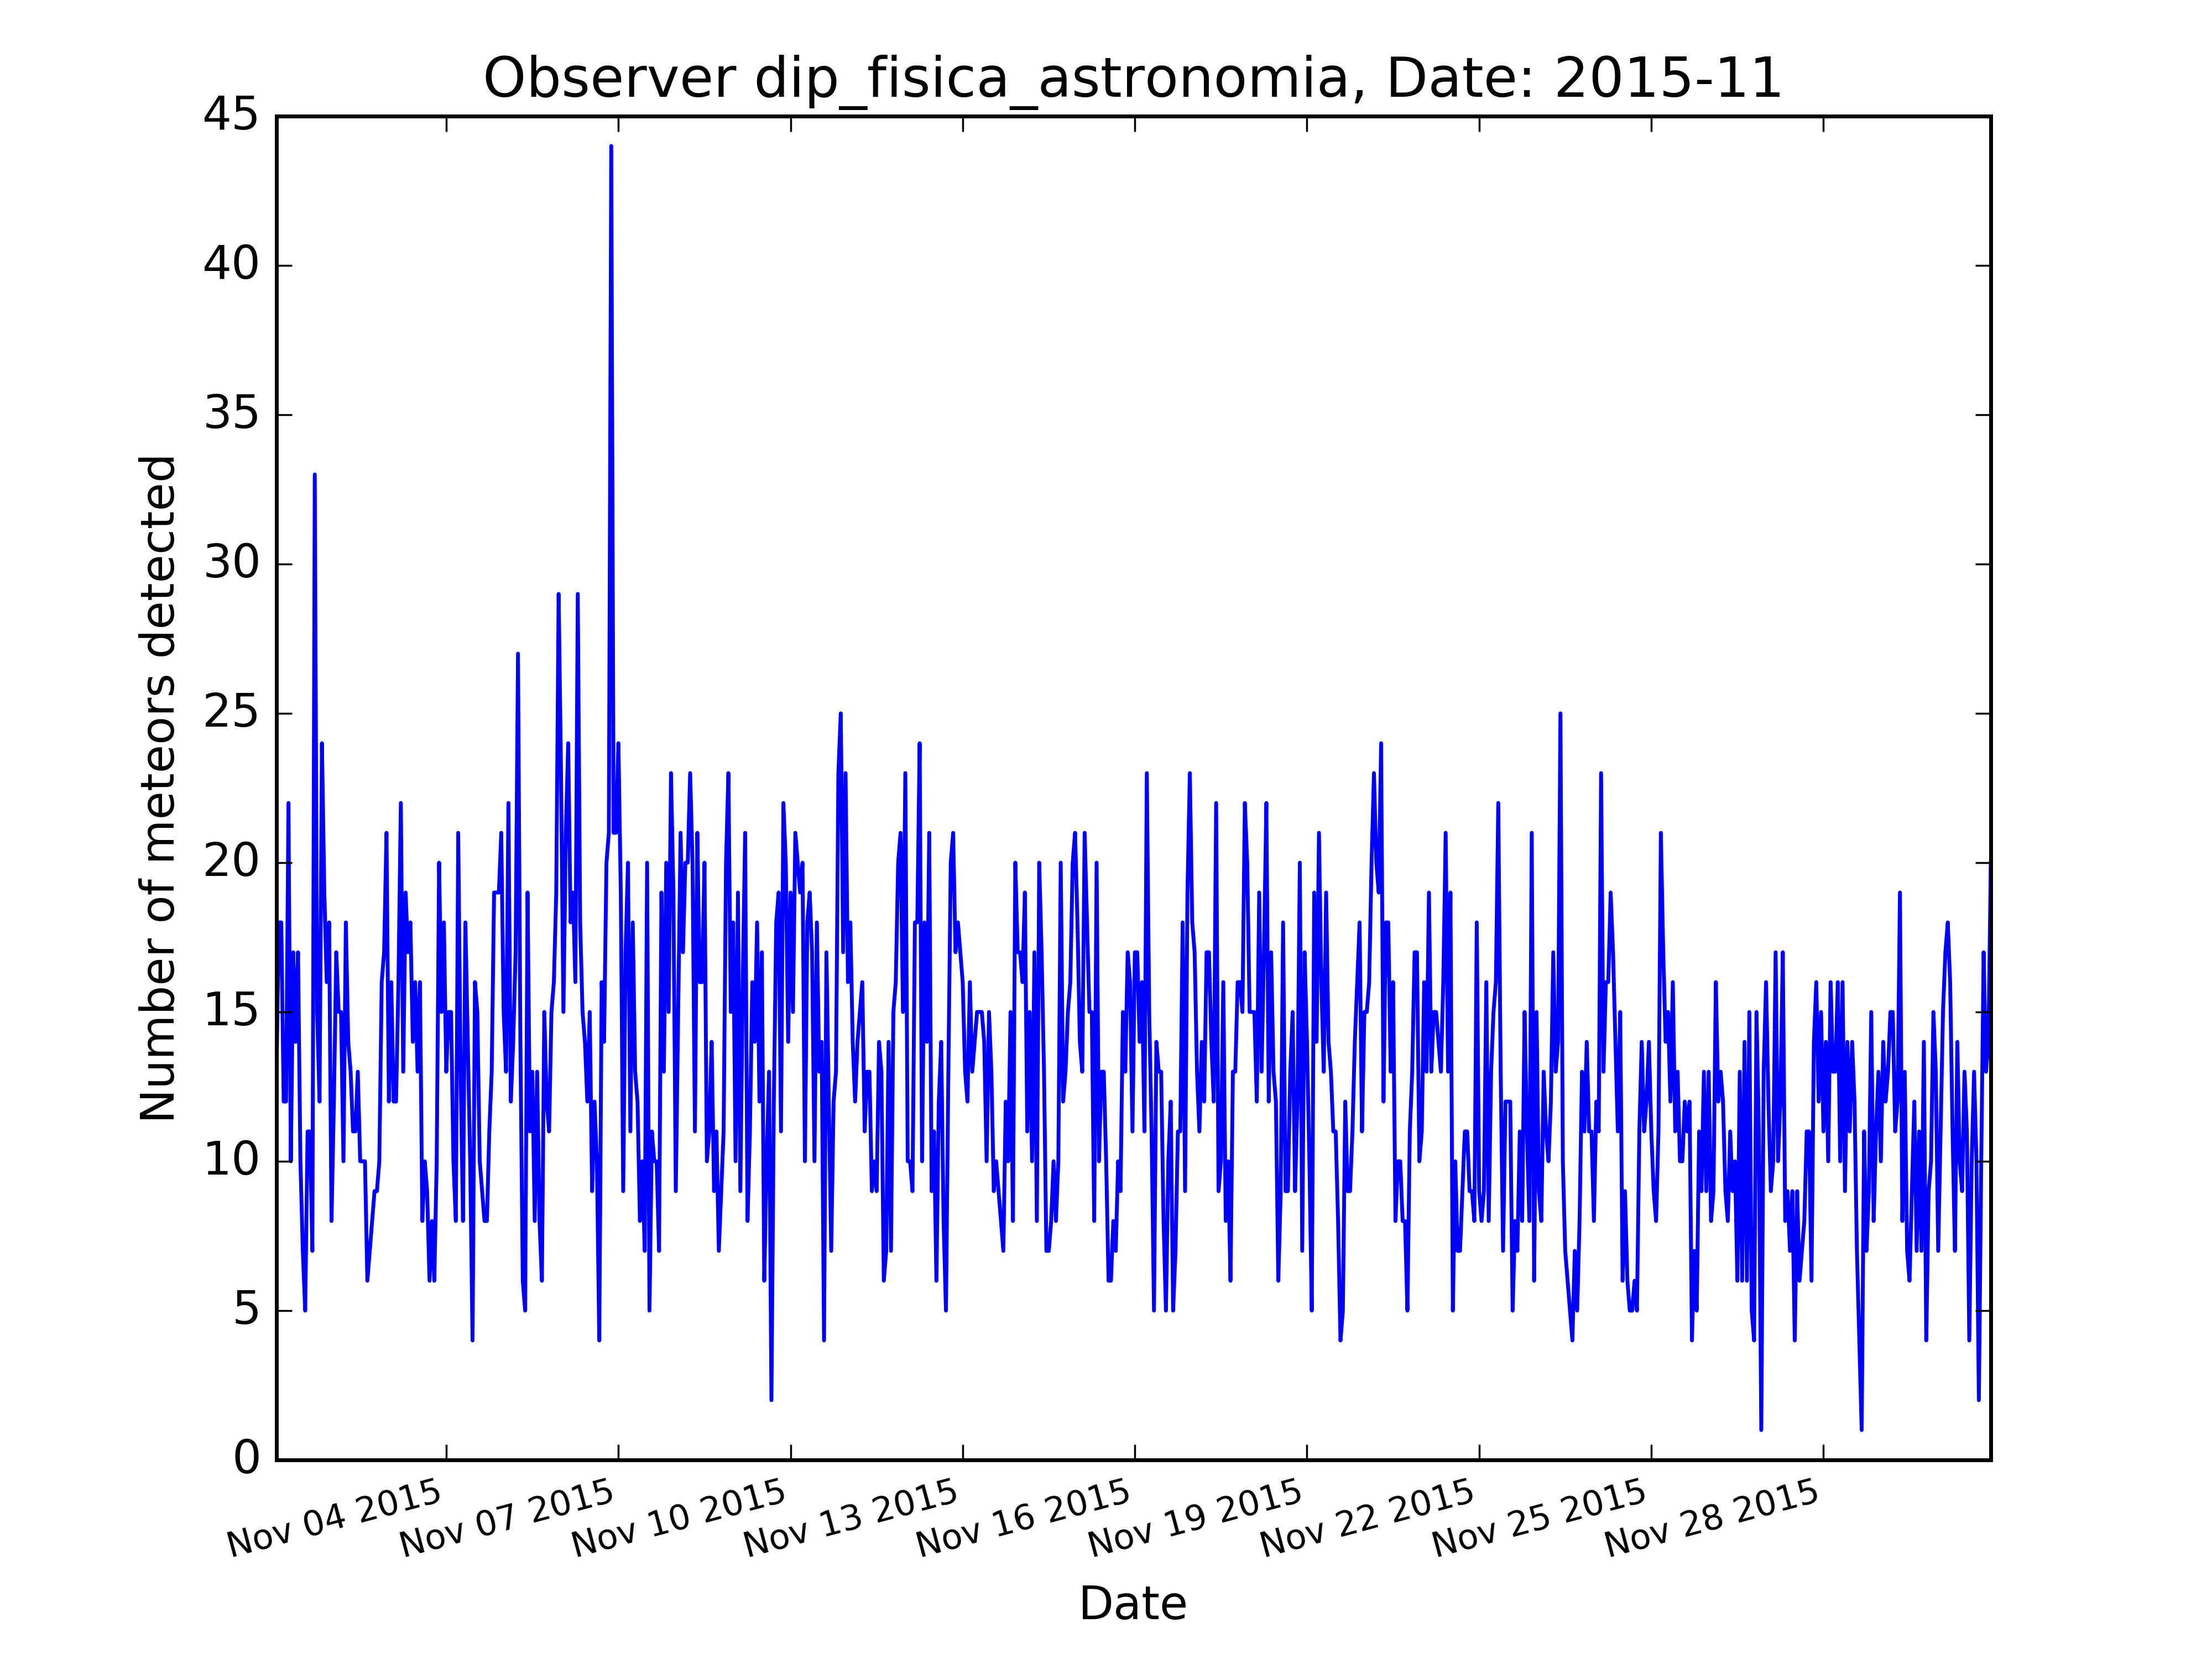 Observer dip_fisica_astronomia, Date: 2015-11
45
40
35
30
25
20
15
10
5
0
Number of meteors detected
Nov 04 2015
Nov 07 2015
Nov 10 2015
Nov 13 2015
Nov 16 2015
Nov 19 2015
Nov 22 2015
Nov 25 2015
Nov 28 2015
Date